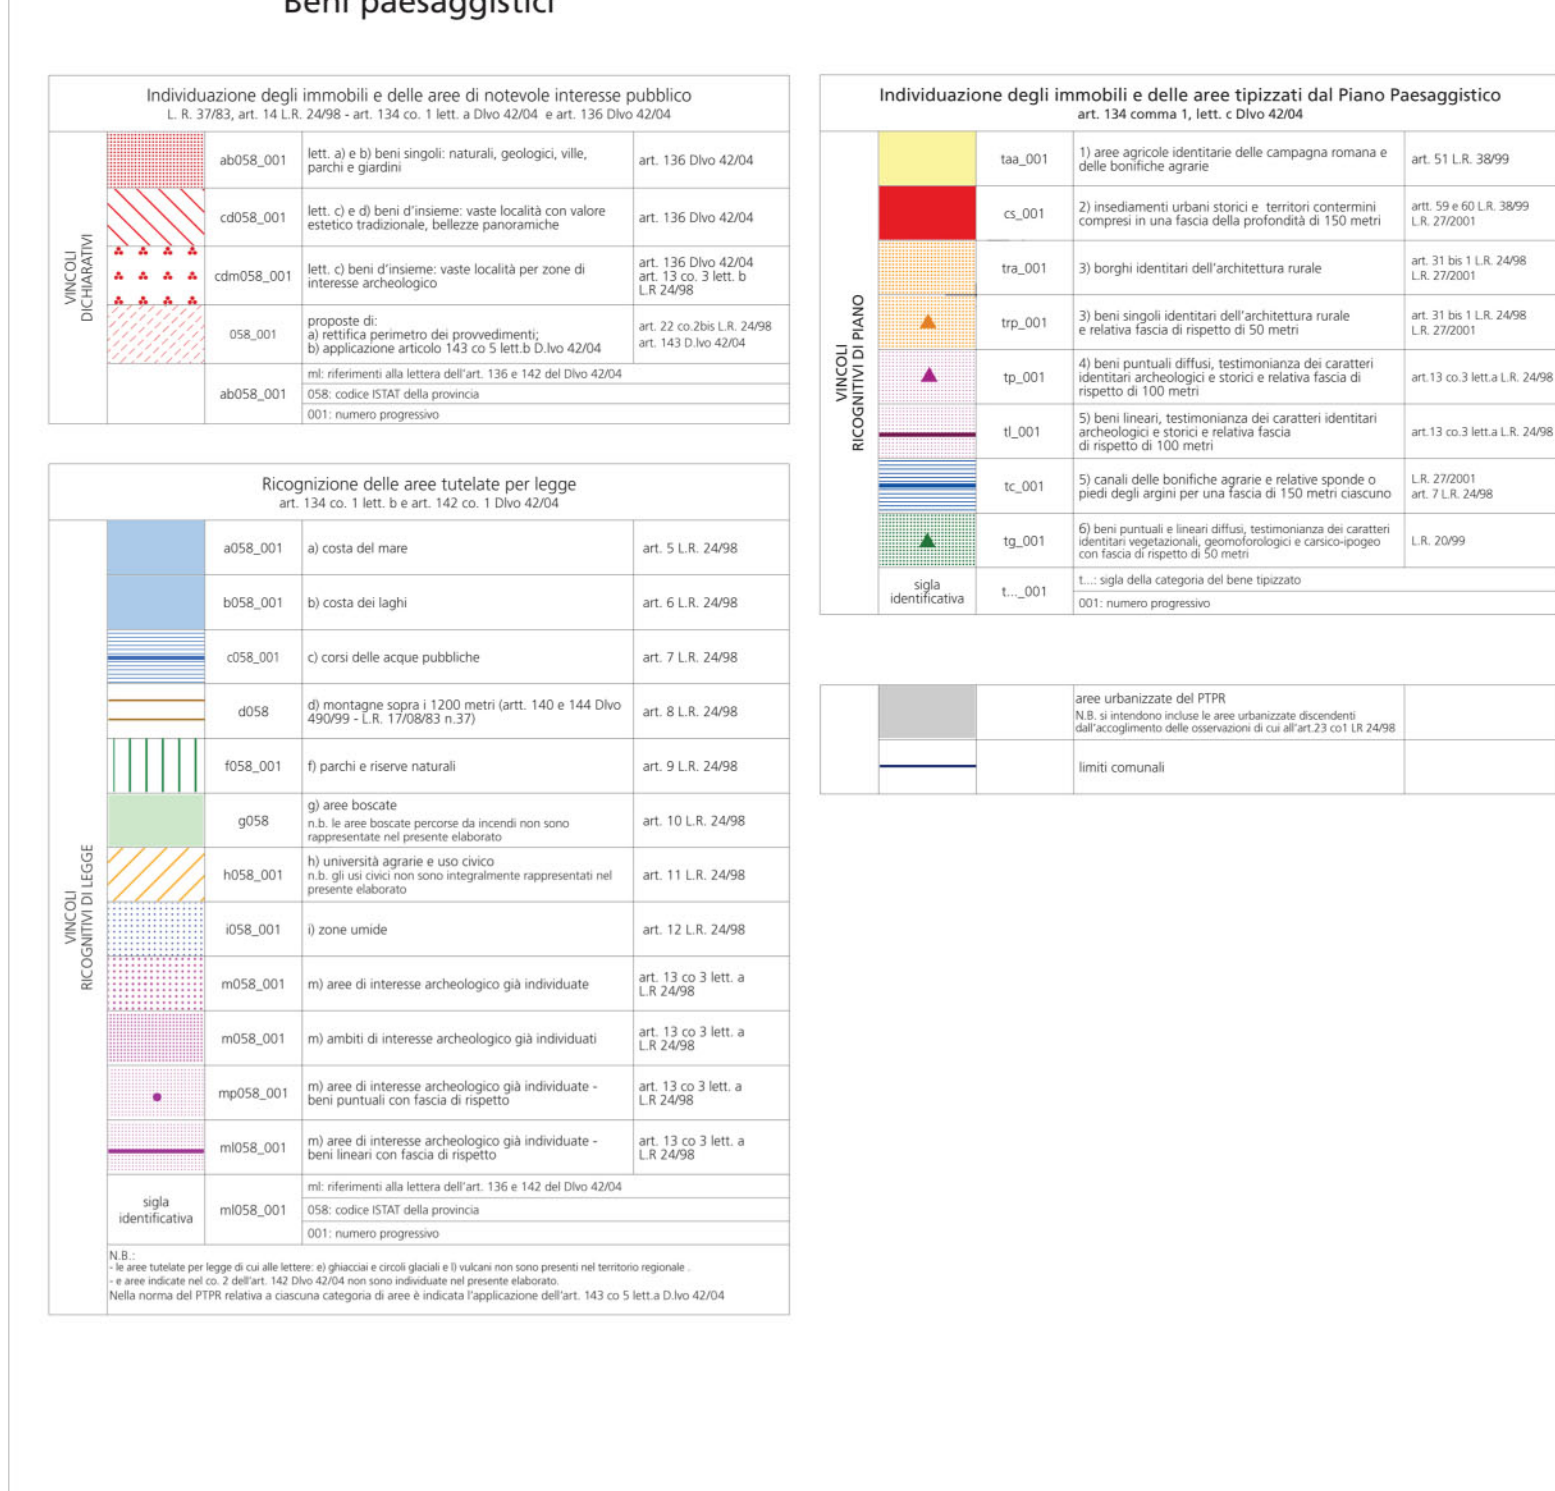 Beni paesaggistici
Individuazione degli immobili e delle aree di notevole interesse pubblico
L. R. 37/83, art. 14 L.R. 24/98 - art. 134 co. 1 lett. a Dlvo 42/04 e art. 136 Dlvo 42/04
VINCOLI
DICHIARATIVI
ab058_001
lett. a) e b) beni singoli: naturali, geologici, ville,
parchi e giardini
art. 136 Dlvo 42/04
cd058_001
lett. c) e d) beni d'insieme: vaste località con valore
estetico tradizionale, bellezze panoramiche
art. 136 Dlvo 42/04
cdm058_001
lett. c) beni d'insieme: vaste località per zone di
interesse archeologico
art. 136 Dlvo 42/04
art. 13 co. 3 lett. b
L.R 24/98
058_001
proposte di:
a) rettifica perimetro dei provvedimenti;
b) applicazione articolo 143 co 5 lett.b D.lvo 42/04
art. 22 co.2bis L.R. 24/98
art. 143 D.lvo 42/04
ab058_001
ml: riferimenti alla lettera dell'art. 136 e 142 del Dlvo 42/04
058: codice ISTAT della provincia
001: numero progressivo
Ricognizione delle aree tutelate per legge
art. 134 co. 1 lett. b e art. 142 co. 1 Dlvo 42/04
VINCOLI
RICOGNITIVI DI LEGGE
a058_001
a) costa del mare
art. 5 L.R. 24/98
b058_001
b) costa dei laghi
art. 6 L.R. 24/98
c058_001
c) corsi delle acque pubbliche
art. 7 L.R. 24/98
d058
d) montagne sopra i 1200 metri (artt. 140 e 144 Dlvo
490/99 - L.R. 17/08/83 n.37)
art. 8 L.R. 24/98
f058_001
f) parchi e riserve naturali
art. 9 L.R. 24/98
g058
g) aree boscate
n.b. le aree boscate percorse da incendi non sono
rappresentate nel presente elaborato
art. 10 L.R. 24/98
h058_001
h) università agrarie e uso civico
n.b. gli usi civici non sono integralmente rappresentati nel
presente elaborato
art. 11 L.R. 24/98
i058_001
i) zone umide
art. 12 L.R. 24/98
m058_001
m) aree di interesse archeologico già individuate
art. 13 co 3 lett. a
L.R 24/98
m058_001
m) ambiti di interesse archeologico già individuati
art. 13 co 3 lett. a
L.R 24/98
mp058_001
m) aree di interesse archeologico già individuate -
beni puntuali con fascia di rispetto
art. 13 co 3 lett. a
L.R 24/98
ml058_001
m) aree di interesse archeologico già individuate -
beni lineari con fascia di rispetto
art. 13 co 3 lett. a
L.R 24/98
sigla
identificativa
ml058_001
ml: riferimenti alla lettera dell'art. 136 e 142 del Dlvo 42/04
058: codice ISTAT della provincia
001: numero progressivo
N.B.:
- le aree tutelate per legge di cui alle lettere: e) ghiacciai e circoli glaciali e l) vulcani non sono presenti nel territorio regionale .
- e aree indicate nel co. 2 dell'art. 142 Dlvo 42/04 non sono individuate nel presente elaborato.
Nella norma del PTPR relativa a ciascuna categoria di aree è indicata l'applicazione dell'art. 143 co 5 lett.a D.lvo 42/04
Individuazione degli immobili e delle aree tipizzati dal Piano Paesaggistico
art. 134 comma 1, lett. c Dlvo 42/04
VINCOLI
RICOGNITIVI DI PIANO
taa_001
1) aree agricole identitarie delle campagna romana e
delle bonifiche agrarie
art. 51 L.R. 38/99
cs_001
2) insediamenti urbani storici e territori contermini
compresi in una fascia della profondità di 150 metri
artt. 59 e 60 L.R. 38/99
L.R. 27/2001
tra_001
3) borghi identitari dell'architettura rurale
art. 31 bis 1 L.R. 24/98
L.R. 27/2001
trp_001
3) beni singoli identitari dell'architettura rurale
e relativa fascia di rispetto di 50 metri
art. 31 bis 1 L.R. 24/98
L.R. 27/2001
tp_001
4) beni puntuali diffusi, testimonianza dei caratteri
identitari archeologici e storici e relativa fascia di
rispetto di 100 metri
art.13 co.3 lett.a L.R. 24/98
tl_001
5) beni lineari, testimonianza dei caratteri identitari
archeologici e storici e relativa fascia
di rispetto di 100 metri
art.13 co.3 lett.a L.R. 24/98
tc_001
5) canali delle bonifiche agrarie e relative sponde o
piedi degli argini per una fascia di 150 metri ciascuno
L.R. 27/2001
art. 7 L.R. 24/98
tg_001
6) beni puntuali e lineari diffusi, testimonianza dei caratteri
identitari vegetazionali, geomoforologici e carsico-ipogeo
con fascia di rispetto di 50 metri
L.R. 20/99
sigla
identificativa
t..._001
t...: sigla della categoria del bene tipizzato
001: numero progressivo
aree urbanizzate del PTPR
N.B. si intendono incluse le aree urbanizzate discendenti
dall'accoglimento delle osservazioni di cui all'art.23 co1 LR 24/98
limiti comunali